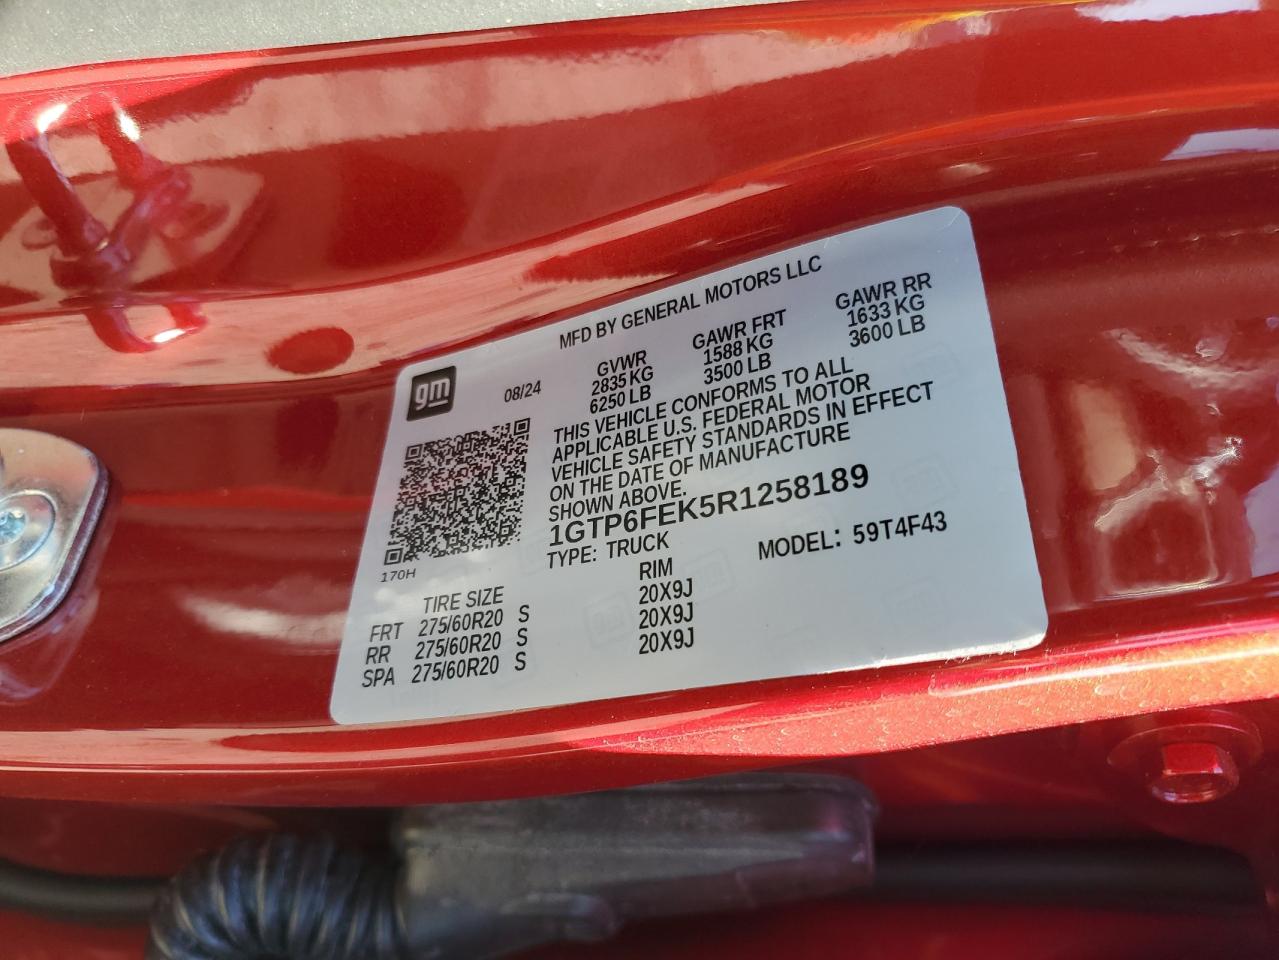 MFD BY GENERAL MOTORS LLC
gm
08/24
GVWR GAWR FRT GAWR RR
2835 KG 1588 KG 1633 KG
6250 LB 3500 LB 3600 LB
THIS VEHICLE CONFORMS TO ALL
APPLICABLE U.S. FEDERAL MOTOR
VEHICLE SAFETY STANDARDS IN EFFECT
ON THE DATE OF MANUFACTURE
SHOWN ABOVE.
1GTP6FEK5R1258189
TYPE: TRUCK MODEL: 59T4F43
170H
TIRE SIZE RIM
FRT 275/60R20 S 20X9J
RR 275/60R20 S 20X9J
SPA 275/60R20 S 20X9J